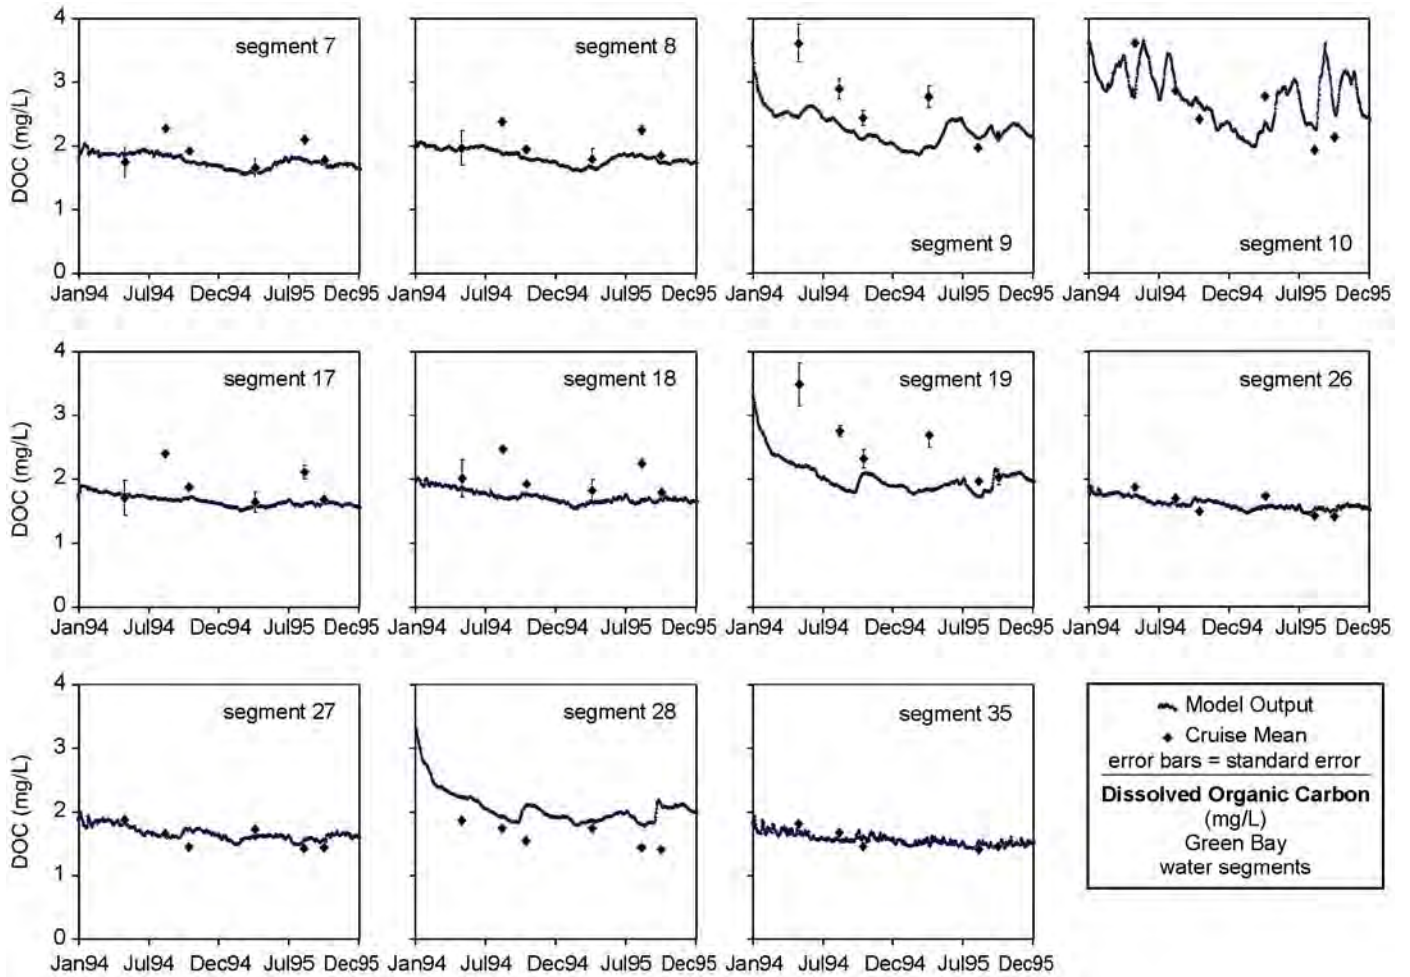 DOC (mg/L)
4
3
2
1
0
segment 7
Jan94 Jul94 Dec94 Jul95 Dec95
segment 8
Jan94 Jul94 Dec94 Jul95 Dec95
segment 9
Jan94 Jul94 Dec94 Jul95 Dec95
segment 10
Jan94 Jul94 Dec94 Jul95 Dec95
DOC (mg/L)
4
3
2
1
0
segment 17
Jan94 Jul94 Dec94 Jul95 Dec95
segment 18
Jan94 Jul94 Dec94 Jul95 Dec95
segment 19
Jan94 Jul94 Dec94 Jul95 Dec95
segment 26
Jan94 Jul94 Dec94 Jul95 Dec95
DOC (mg/L)
4
3
2
1
0
segment 27
Jan94 Jul94 Dec94 Jul95 Dec95
segment 28
Jan94 Jul94 Dec94 Jul95 Dec95
segment 35
Jan94 Jul94 Dec94 Jul95 Dec95
Model Output
Cruise Mean
error bars = standard error
Dissolved Organic Carbon
(mg/L)
Green Bay
water segments